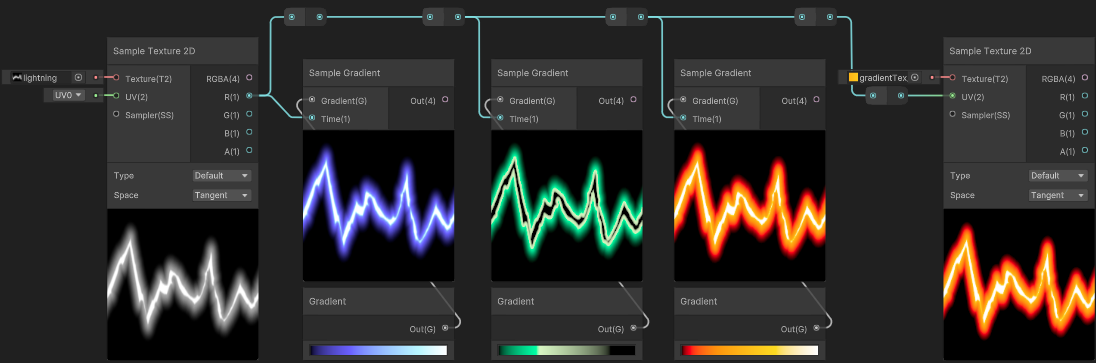 Sample Texture 2D
lightning
Texture(T2)
RGBA(4)
UV0
UV(2)
R(1)
Sampler(SS)
G(1)
B(1)
A(1)
Type
Default
Space
Tangent
Sample Gradient
Gradient(G)
Out(4)
Time(1)
Gradient
Out(G)
Sample Gradient
Gradient(G)
Out(4)
Time(1)
Gradient
Out(G)
Sample Gradient
Gradient(G)
Out(4)
Time(1)
Gradient
Out(G)
Sample Texture 2D
gradientTex
Texture(T2)
RGBA(4)
UV(2)
R(1)
Sampler(SS)
G(1)
B(1)
A(1)
Type
Default
Space
Tangent